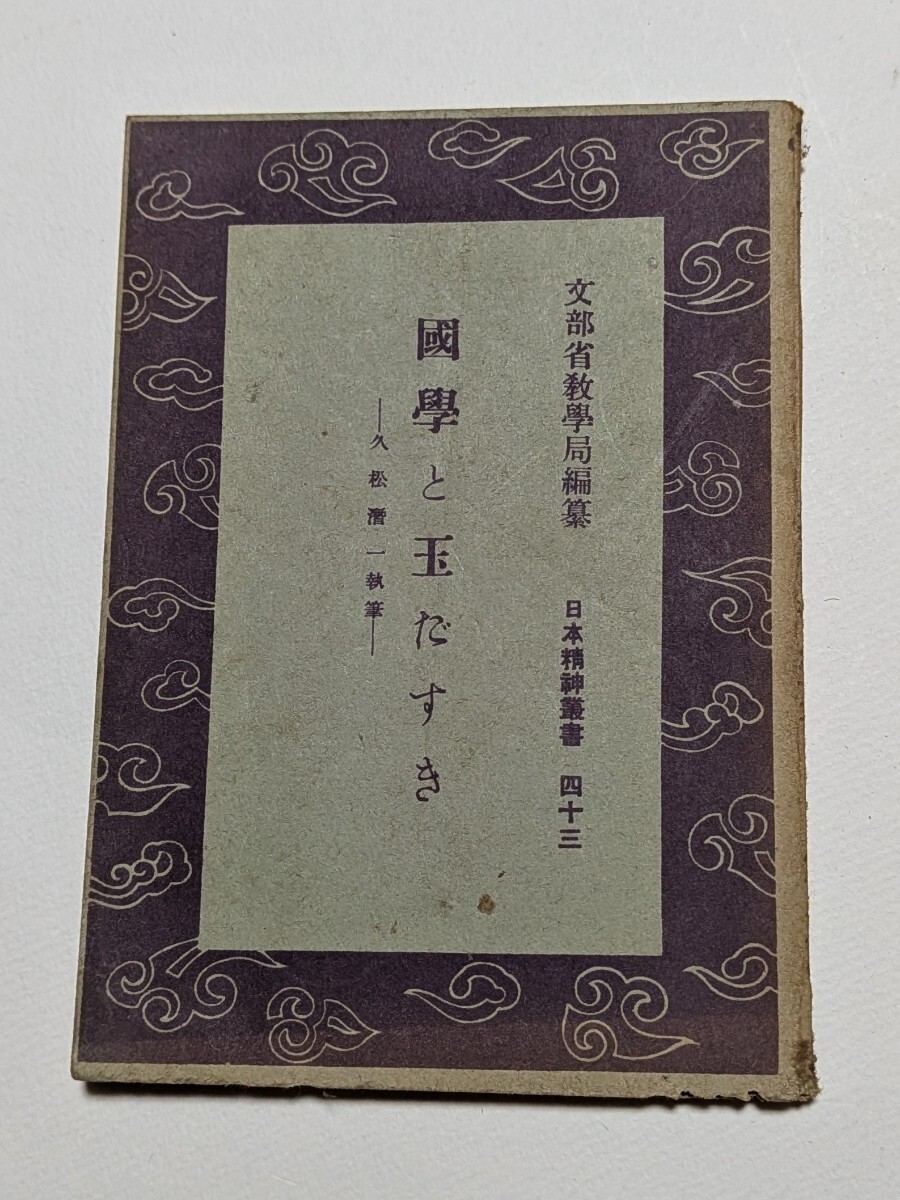 文部省教學局編纂　日本精神叢書　四十三
國學と玉だすき
―久松潛一執筆―